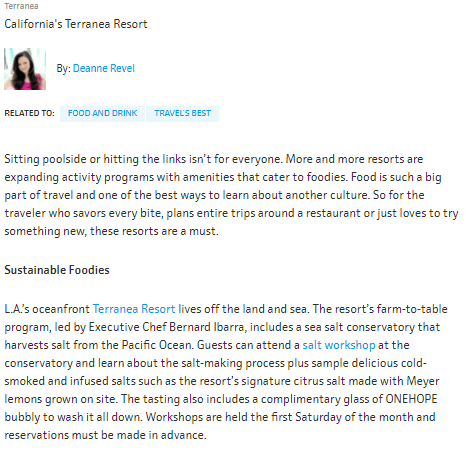 Terranea
California's Terranea Resort
By: Deanne Revel
RELATED TO: FOOD AND DRINK TRAVEL'S BEST
Sitting poolside or hitting the links isn't for everyone. More and more resorts are
expanding activity programs with amenities that cater to foodies. Food is such a big
part of travel and one of the best ways to learn about another culture. So for the
traveler who savors every bite, plans entire trips around a restaurant or just loves to try
something new, these resorts are a must.
Sustainable Foodies
L.A.'s oceanfront Terranea Resort lives off the land and sea. The resort's farm-to-table
program, led by Executive Chef Bernard Ibarra, includes a sea salt conservatory that
harvests salt from the Pacific Ocean. Guests can attend a salt workshop at the
conservatory and learn about the salt-making process plus sample delicious cold-
smoked and infused salts such as the resort's signature citrus salt made with Meyer
lemons grown on site. The tasting also includes a complimentary glass of ONEHOPE
bubbly to wash it all down. Workshops are held the first Saturday of the month and
reservations must be made in advance.